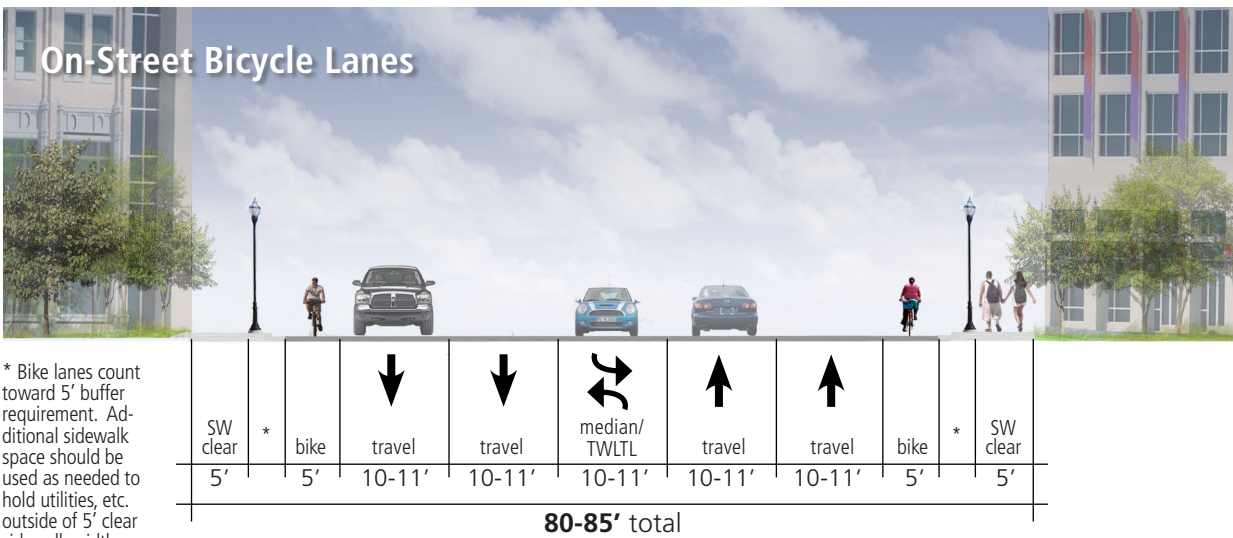 On-Street Bicycle Lanes
* Bike lanes count
toward 5' buffer
requirement. Ad-
ditional sidewalk
space should be
used as needed to
hold utilities, etc.
outside of 5' clear
SW clear * bike travel travel median/ TWLTL travel travel bike * SW clear
5' 5' 10-11' 10-11' 10-11' 10-11' 10-11' 5' 5'
80-85' total